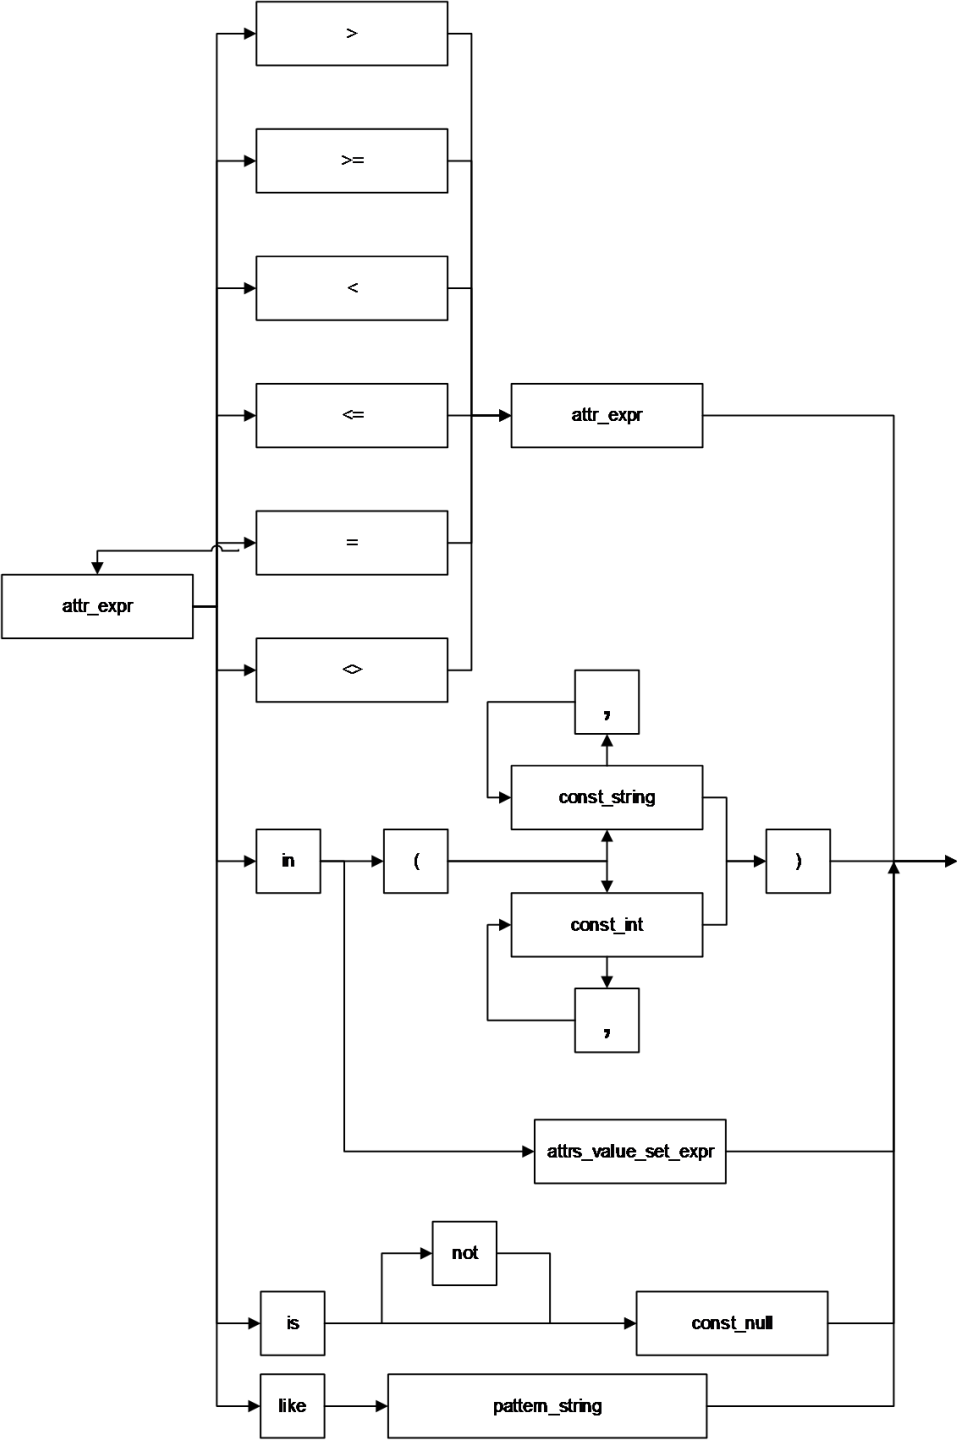 >
>=
<
<=
attr_expr
=
attr_expr
<>
,
const_string
in
(
)
const_int
,
attrs_value_set_expr
not
is
const_null
like
pattern_string